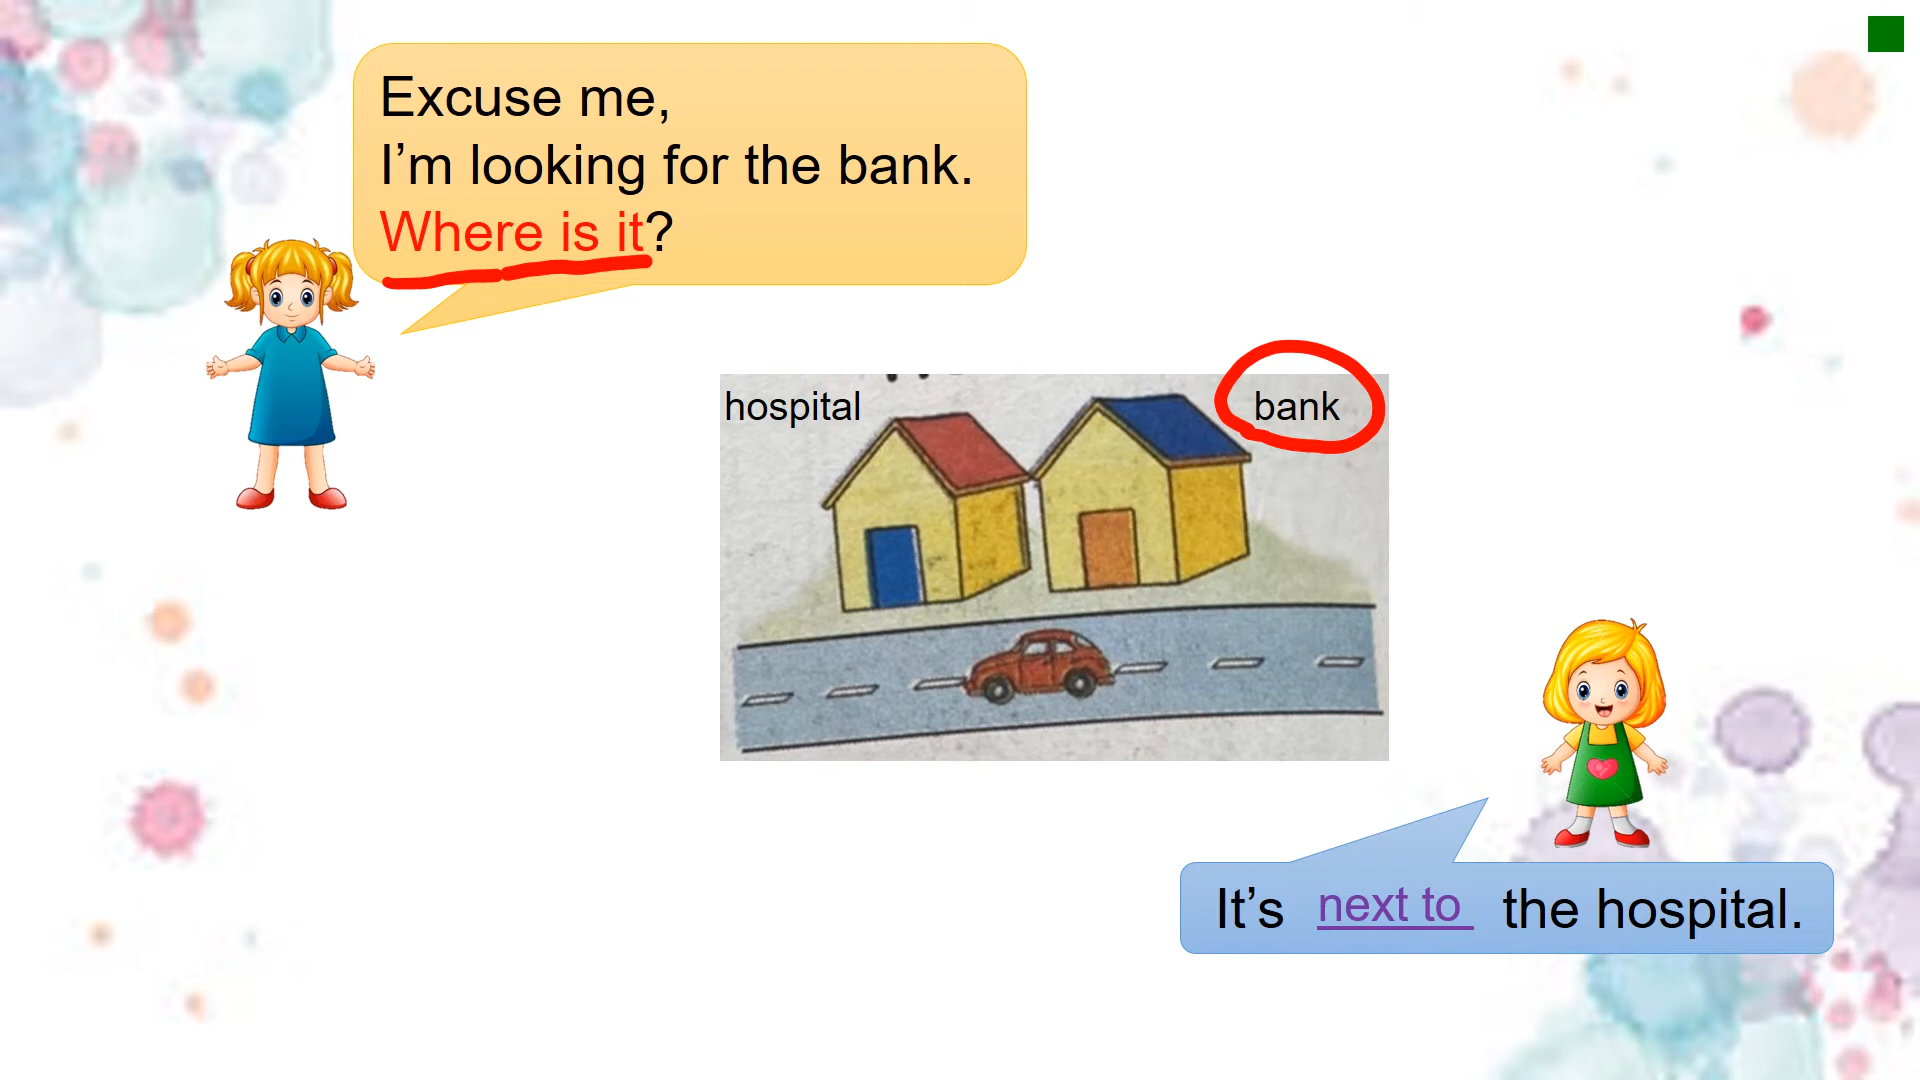 Excuse me,
I’m looking for the bank.
Where is it?
hospital
bank
It’s next to the hospital.